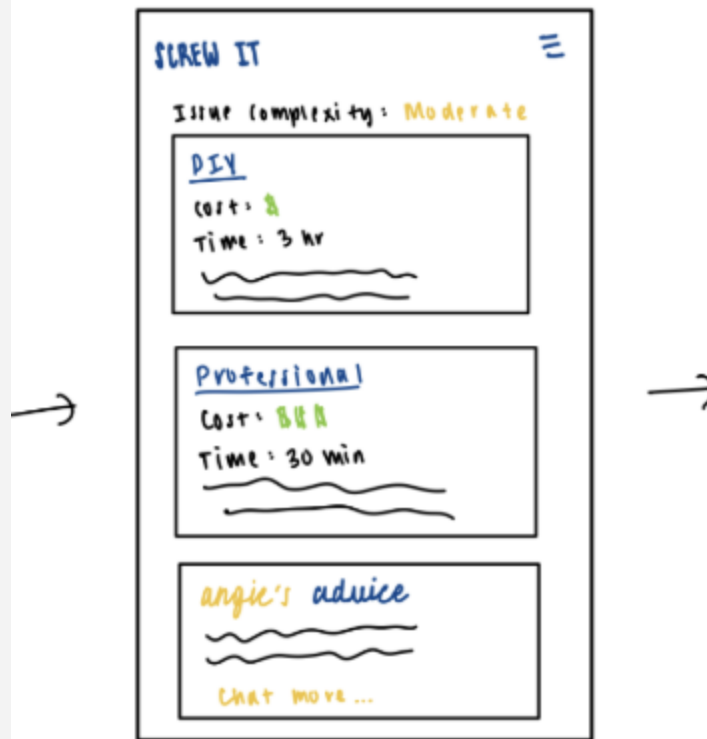 SCREW IT
Issue Complexity: Moderate
DIY
Cost: $
Time: 3 hr
Professional
Cost: $$$
Time: 30 min
angie's advice
Chat more...